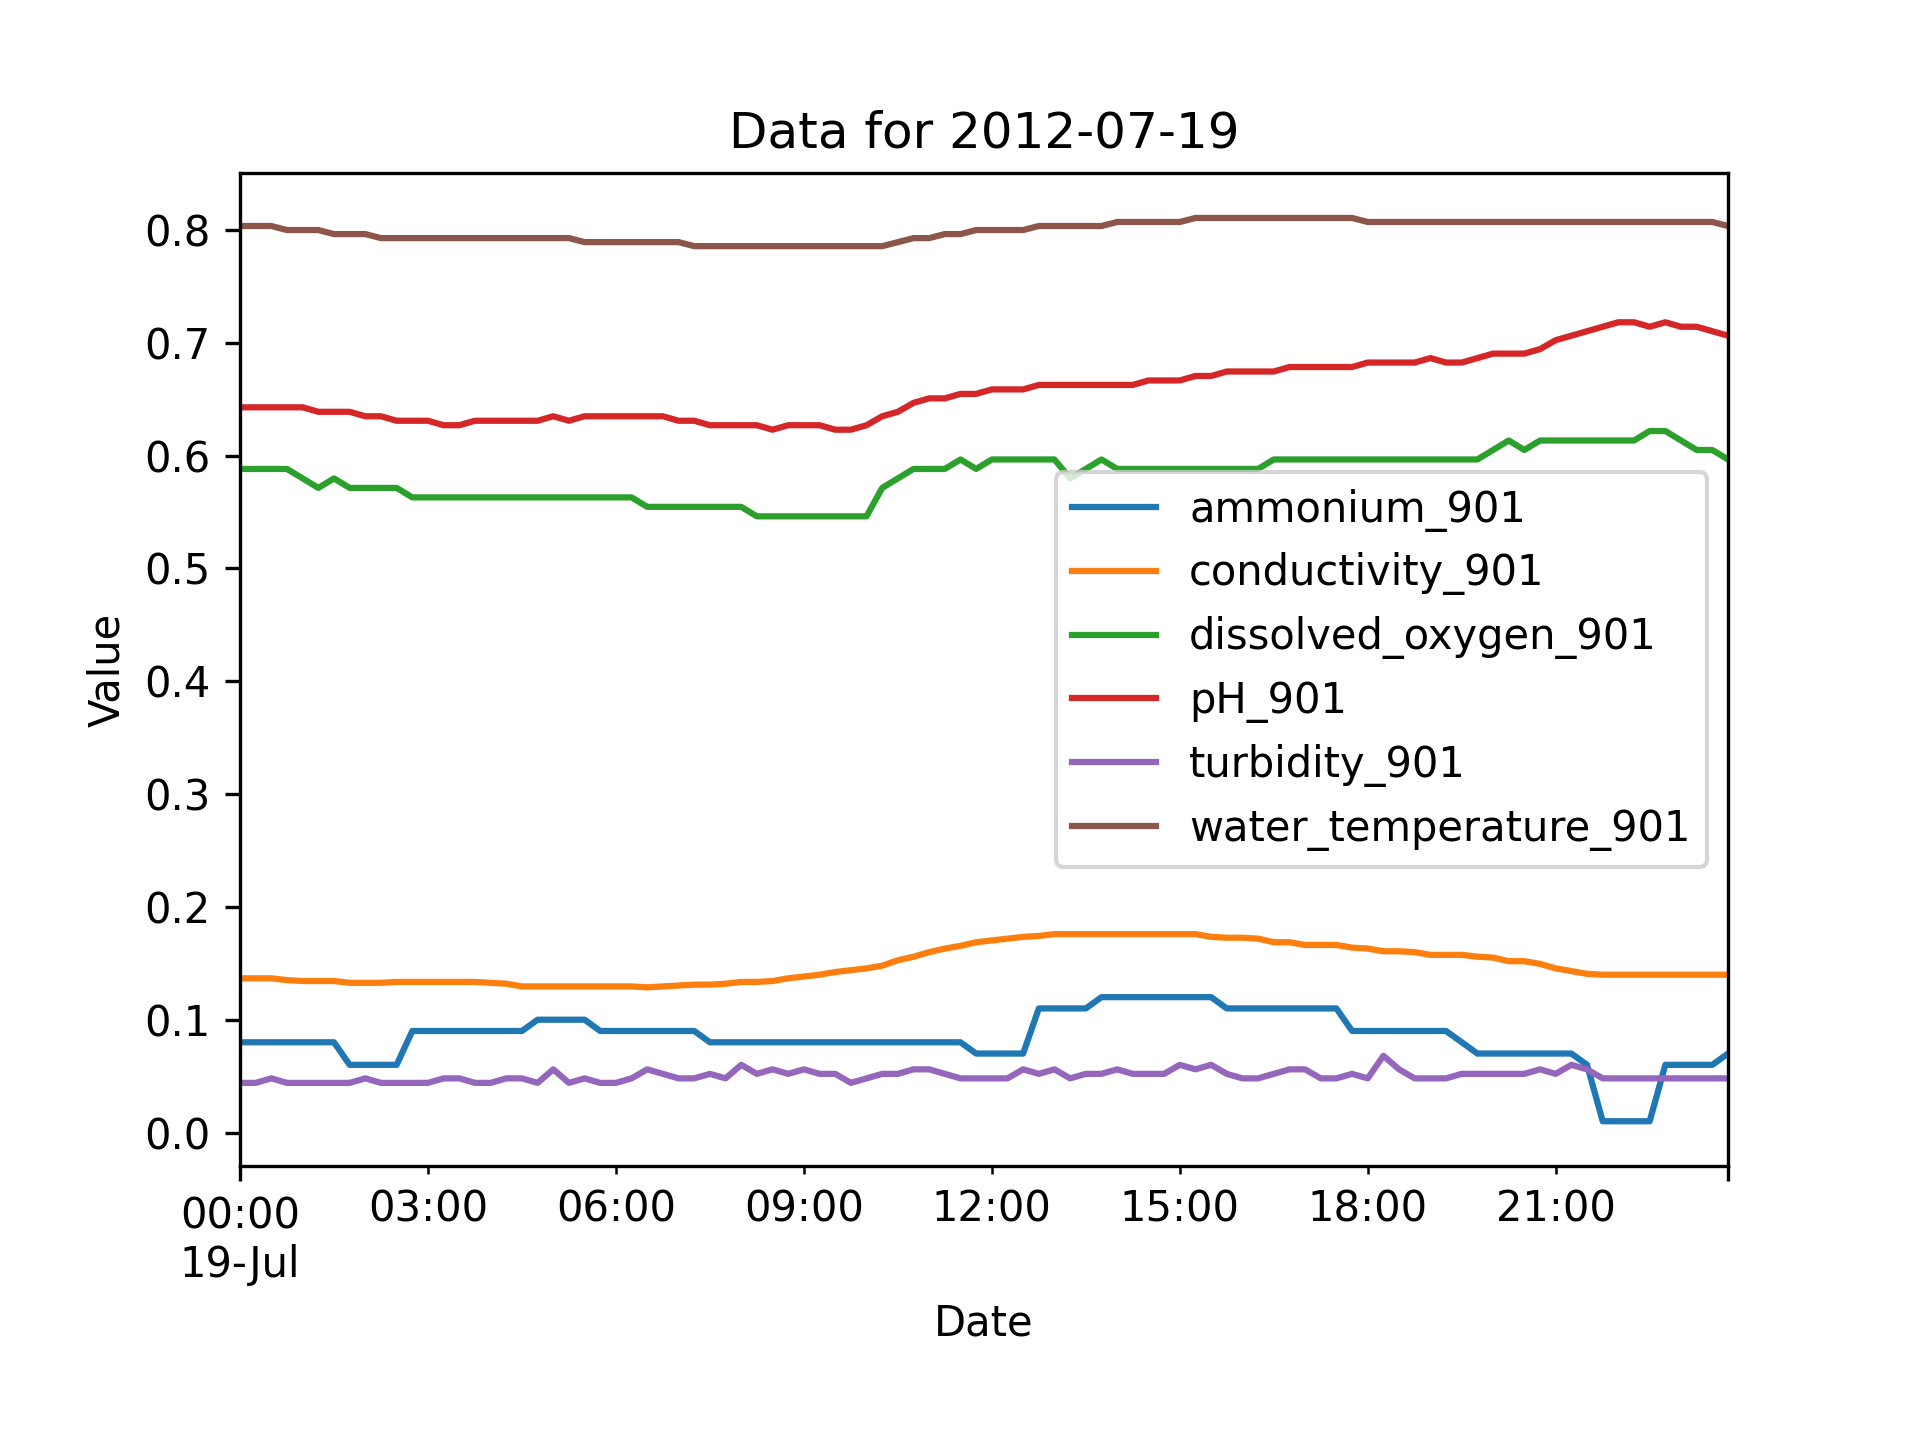 Data for 2012-07-19
Value
0.8
0.7
0.6
0.5
0.4
0.3
0.2
0.1
0.0
ammonium_901
conductivity_901
dissolved_oxygen_901
pH_901
turbidity_901
water_temperature_901
00:00 03:00 06:00 09:00 12:00 15:00 18:00 21:00
19-Jul
Date